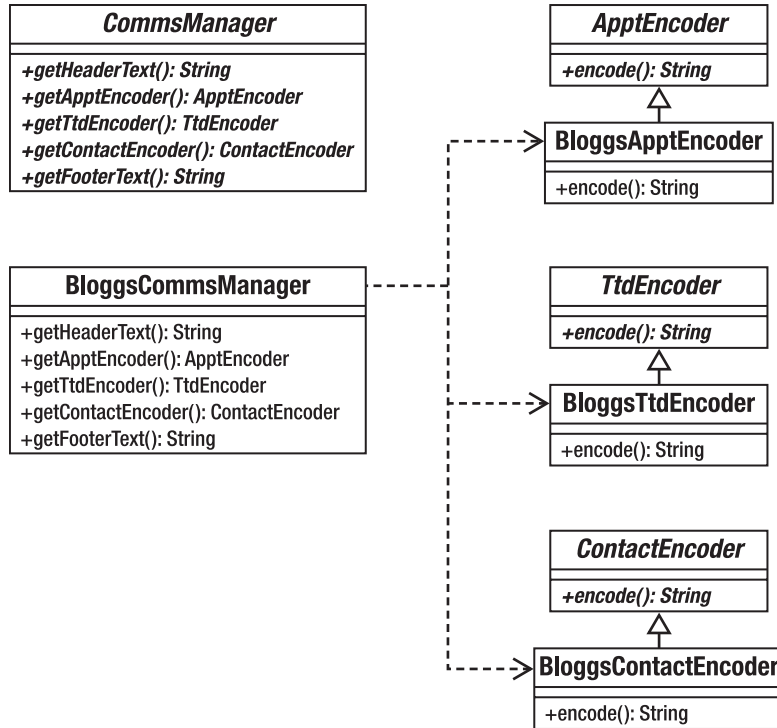 CommsManager
+getHeaderText(): String
+getApptEncoder(): ApptEncoder
+getTtdEncoder(): TtdEncoder
+getContactEncoder(): ContactEncoder
+getFooterText(): String
BloggsCommsManager
+getHeaderText(): String
+getApptEncoder(): ApptEncoder
+getTtdEncoder(): TtdEncoder
+getContactEncoder(): ContactEncoder
+getFooterText(): String
ApptEncoder
+encode(): String
BloggsApptEncoder
+encode(): String
TtdEncoder
+encode(): String
BloggsTtdEncoder
+encode(): String
ContactEncoder
+encode(): String
BloggsContactEncoder
+encode(): String